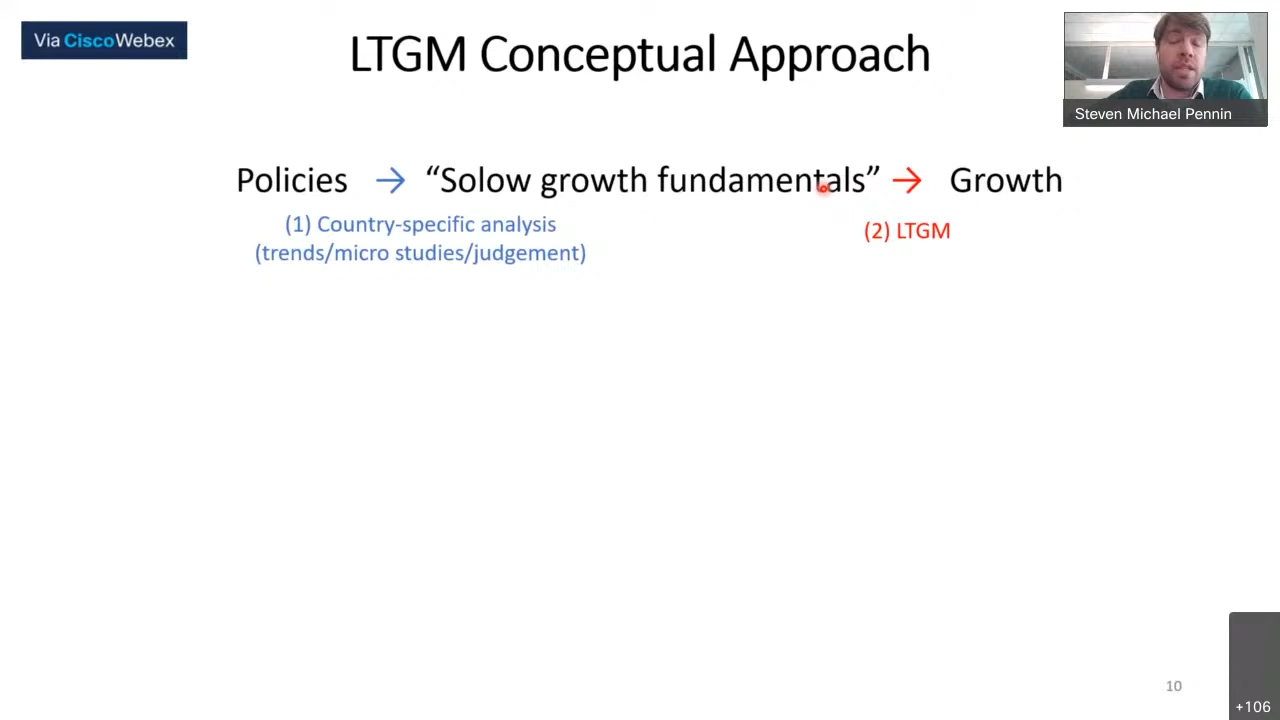 Via CiscoWebex
LTGM Conceptual Approach
Steven Michael Pennin
Policies → “Solow growth fundamentals” → Growth
(1) Country-specific analysis
(trends/micro studies/judgement)
(2) LTGM
10
+106